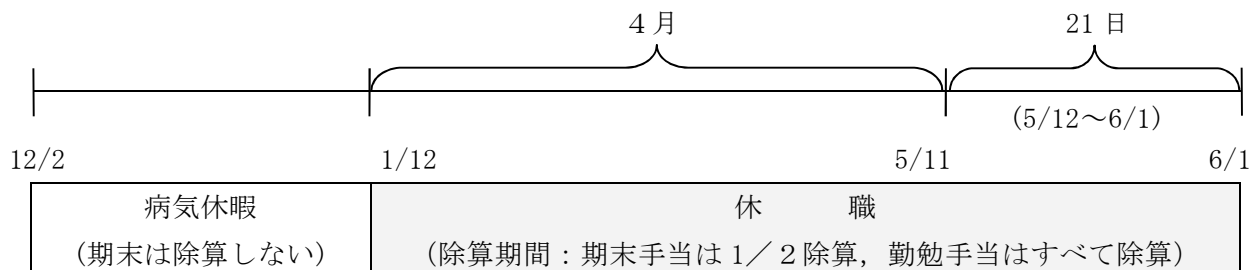 ４月 21 日
(5/12～6/1)
12/2 1/12 5/11 6/1
病気休暇 休　　職
（期末は除算しない） （除算期間：期末手当は１／２除算，勤勉手当はすべて除算）